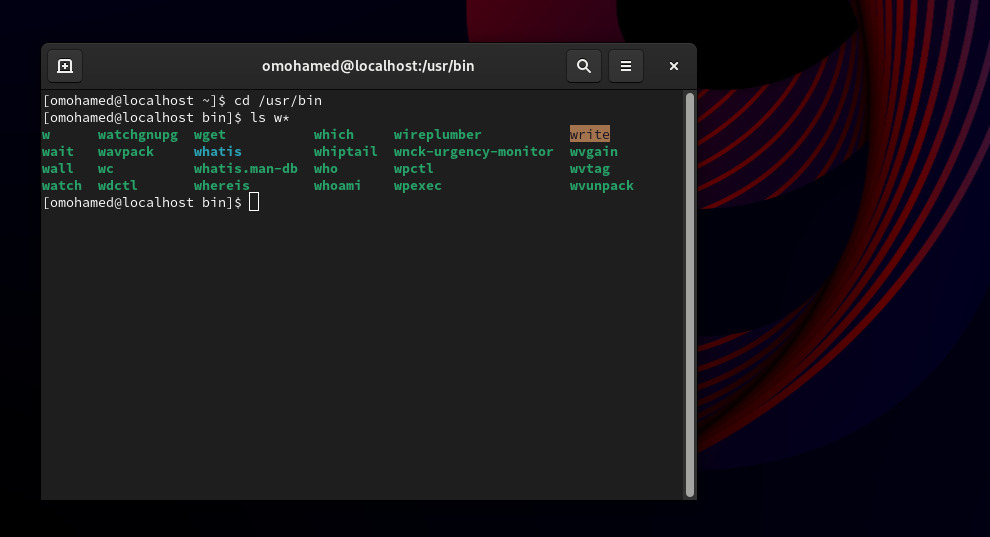 omohamed@localhost:/usr/bin
[omohamed@localhost ~]$ cd /usr/bin
[omohamed@localhost bin]$ ls w*
w      watchgnupg  wget           which     wireplumber           write
wait   wavpack     whatis         whiptail  wnck-urgency-monitor  wvgain
wall   wc          whatis.man-db  who       wpctl                 wvtag
watch  wdctl       whereis        whoami    wpexec                wvunpack
[omohamed@localhost bin]$